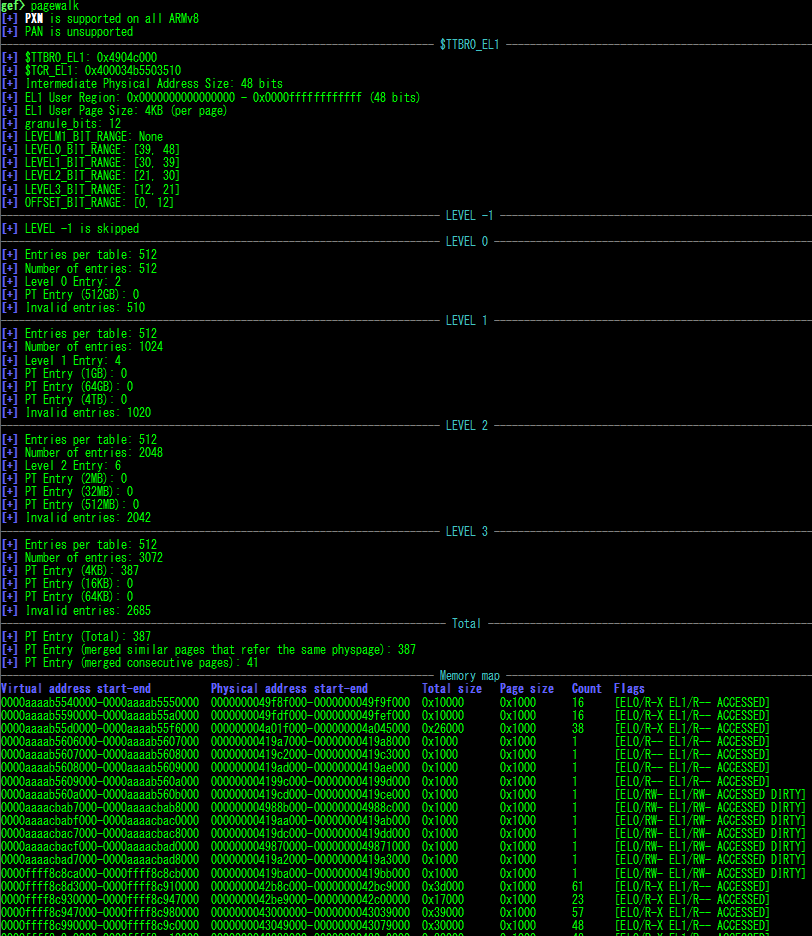 gef> pagewalk
[+] PXN is supported on all ARMv8
[+] PAN is unsupported
$TTBR0_EL1
[+] $TTBR0_EL1: 0x4904c000
[+] $TCR_EL1: 0x400034b5503510
[+] Intermediate Physical Address Size: 48 bits
[+] EL1 User Region: 0x0000000000000000 - 0x0000ffffffffffff (48 bits)
[+] EL1 User Page Size: 4KB (per page)
[+] granule_bits: 12
[+] LEVELM1_BIT_RANGE: None
[+] LEVEL0_BIT_RANGE: [39, 48]
[+] LEVEL1_BIT_RANGE: [30, 39]
[+] LEVEL2_BIT_RANGE: [21, 30]
[+] LEVEL3_BIT_RANGE: [12, 21]
[+] OFFSET_BIT_RANGE: [0, 12]
LEVEL -1
[+] LEVEL -1 is skipped
LEVEL 0
[+] Entries per table: 512
[+] Number of entries: 512
[+] Level 0 Entry: 2
[+] PT Entry (512GB): 0
[+] Invalid entries: 510
LEVEL 1
[+] Entries per table: 512
[+] Number of entries: 1024
[+] Level 1 Entry: 4
[+] PT Entry (1GB): 0
[+] PT Entry (64GB): 0
[+] PT Entry (4TB): 0
[+] Invalid entries: 1020
LEVEL 2
[+] Entries per table: 512
[+] Number of entries: 2048
[+] Level 2 Entry: 6
[+] PT Entry (2MB): 0
[+] PT Entry (32MB): 0
[+] PT Entry (512MB): 0
[+] Invalid entries: 2042
LEVEL 3
[+] Entries per table: 512
[+] Number of entries: 3072
[+] PT Entry (4KB): 387
[+] PT Entry (16KB): 0
[+] PT Entry (64KB): 0
[+] Invalid entries: 2685
Total
[+] PT Entry (Total): 387
[+] PT Entry (merged similar pages that refer the same physpage): 387
[+] PT Entry (merged consecutive pages): 41
Memory map
Virtual address start-end Physical address start-end Total size Page size Count Flags
0000aaaab5540000-0000aaaab5550000 0000000049f8f000-0000000049f9f000 0x10000 0x1000 16 [EL0/R-X EL1/R-- ACCESSED]
0000aaaab5590000-0000aaaab55a0000 0000000049fdf000-0000000049fef000 0x10000 0x1000 16 [EL0/R-X EL1/R-- ACCESSED]
0000aaaab55d0000-0000aaaab55f6000 000000004a01f000-000000004a045000 0x26000 0x1000 38 [EL0/R-X EL1/R-- ACCESSED]
0000aaaab5606000-0000aaaab5607000 00000000419a7000-00000000419a8000 0x1000 0x1000 1 [EL0/R-- EL1/R-- ACCESSED]
0000aaaab5607000-0000aaaab5608000 00000000419c2000-00000000419c3000 0x1000 0x1000 1 [EL0/R-- EL1/R-- ACCESSED]
0000aaaab5608000-0000aaaab5609000 00000000419ad000-00000000419ae000 0x1000 0x1000 1 [EL0/R-- EL1/R-- ACCESSED]
0000aaaab5609000-0000aaaab560a000 000000004199c000-000000004199d000 0x1000 0x1000 1 [EL0/R-- EL1/R-- ACCESSED]
0000aaaab560a000-0000aaaab560b000 00000000419cd000-00000000419ce000 0x1000 0x1000 1 [EL0/RW- EL1/RW- ACCESSED DIRTY]
0000aaaacbab7000-0000aaaacbab8000 000000004988b000-000000004988c000 0x1000 0x1000 1 [EL0/RW- EL1/RW- ACCESSED DIRTY]
0000aaaacbabf000-0000aaaacbac0000 00000000419aa000-00000000419ab000 0x1000 0x1000 1 [EL0/RW- EL1/RW- ACCESSED DIRTY]
0000aaaacbac7000-0000aaaacbac8000 00000000419dc000-00000000419dd000 0x1000 0x1000 1 [EL0/RW- EL1/RW- ACCESSED DIRTY]
0000aaaacbacf000-0000aaaacbad0000 0000000049870000-0000000049871000 0x1000 0x1000 1 [EL0/RW- EL1/RW- ACCESSED DIRTY]
0000aaaacbad7000-0000aaaacbad8000 00000000419a2000-00000000419a3000 0x1000 0x1000 1 [EL0/RW- EL1/RW- ACCESSED DIRTY]
0000ffff8c8ca000-0000ffff8c8cb000 00000000419ba000-00000000419bb000 0x1000 0x1000 1 [EL0/RW- EL1/RW- ACCESSED DIRTY]
0000ffff8c8d3000-0000ffff8c910000 0000000042b8c000-0000000042bc9000 0x3d000 0x1000 61 [EL0/R-X EL1/R-- ACCESSED]
0000ffff8c930000-0000ffff8c947000 0000000042be9000-0000000042c00000 0x17000 0x1000 23 [EL0/R-X EL1/R-- ACCESSED]
0000ffff8c947000-0000ffff8c980000 0000000043000000-0000000043039000 0x39000 0x1000 57 [EL0/R-X EL1/R-- ACCESSED]
0000ffff8c990000-0000ffff8c9c0000 0000000043049000-0000000043079000 0x30000 0x1000 48 [EL0/R-X EL1/R-- ACCESSED]